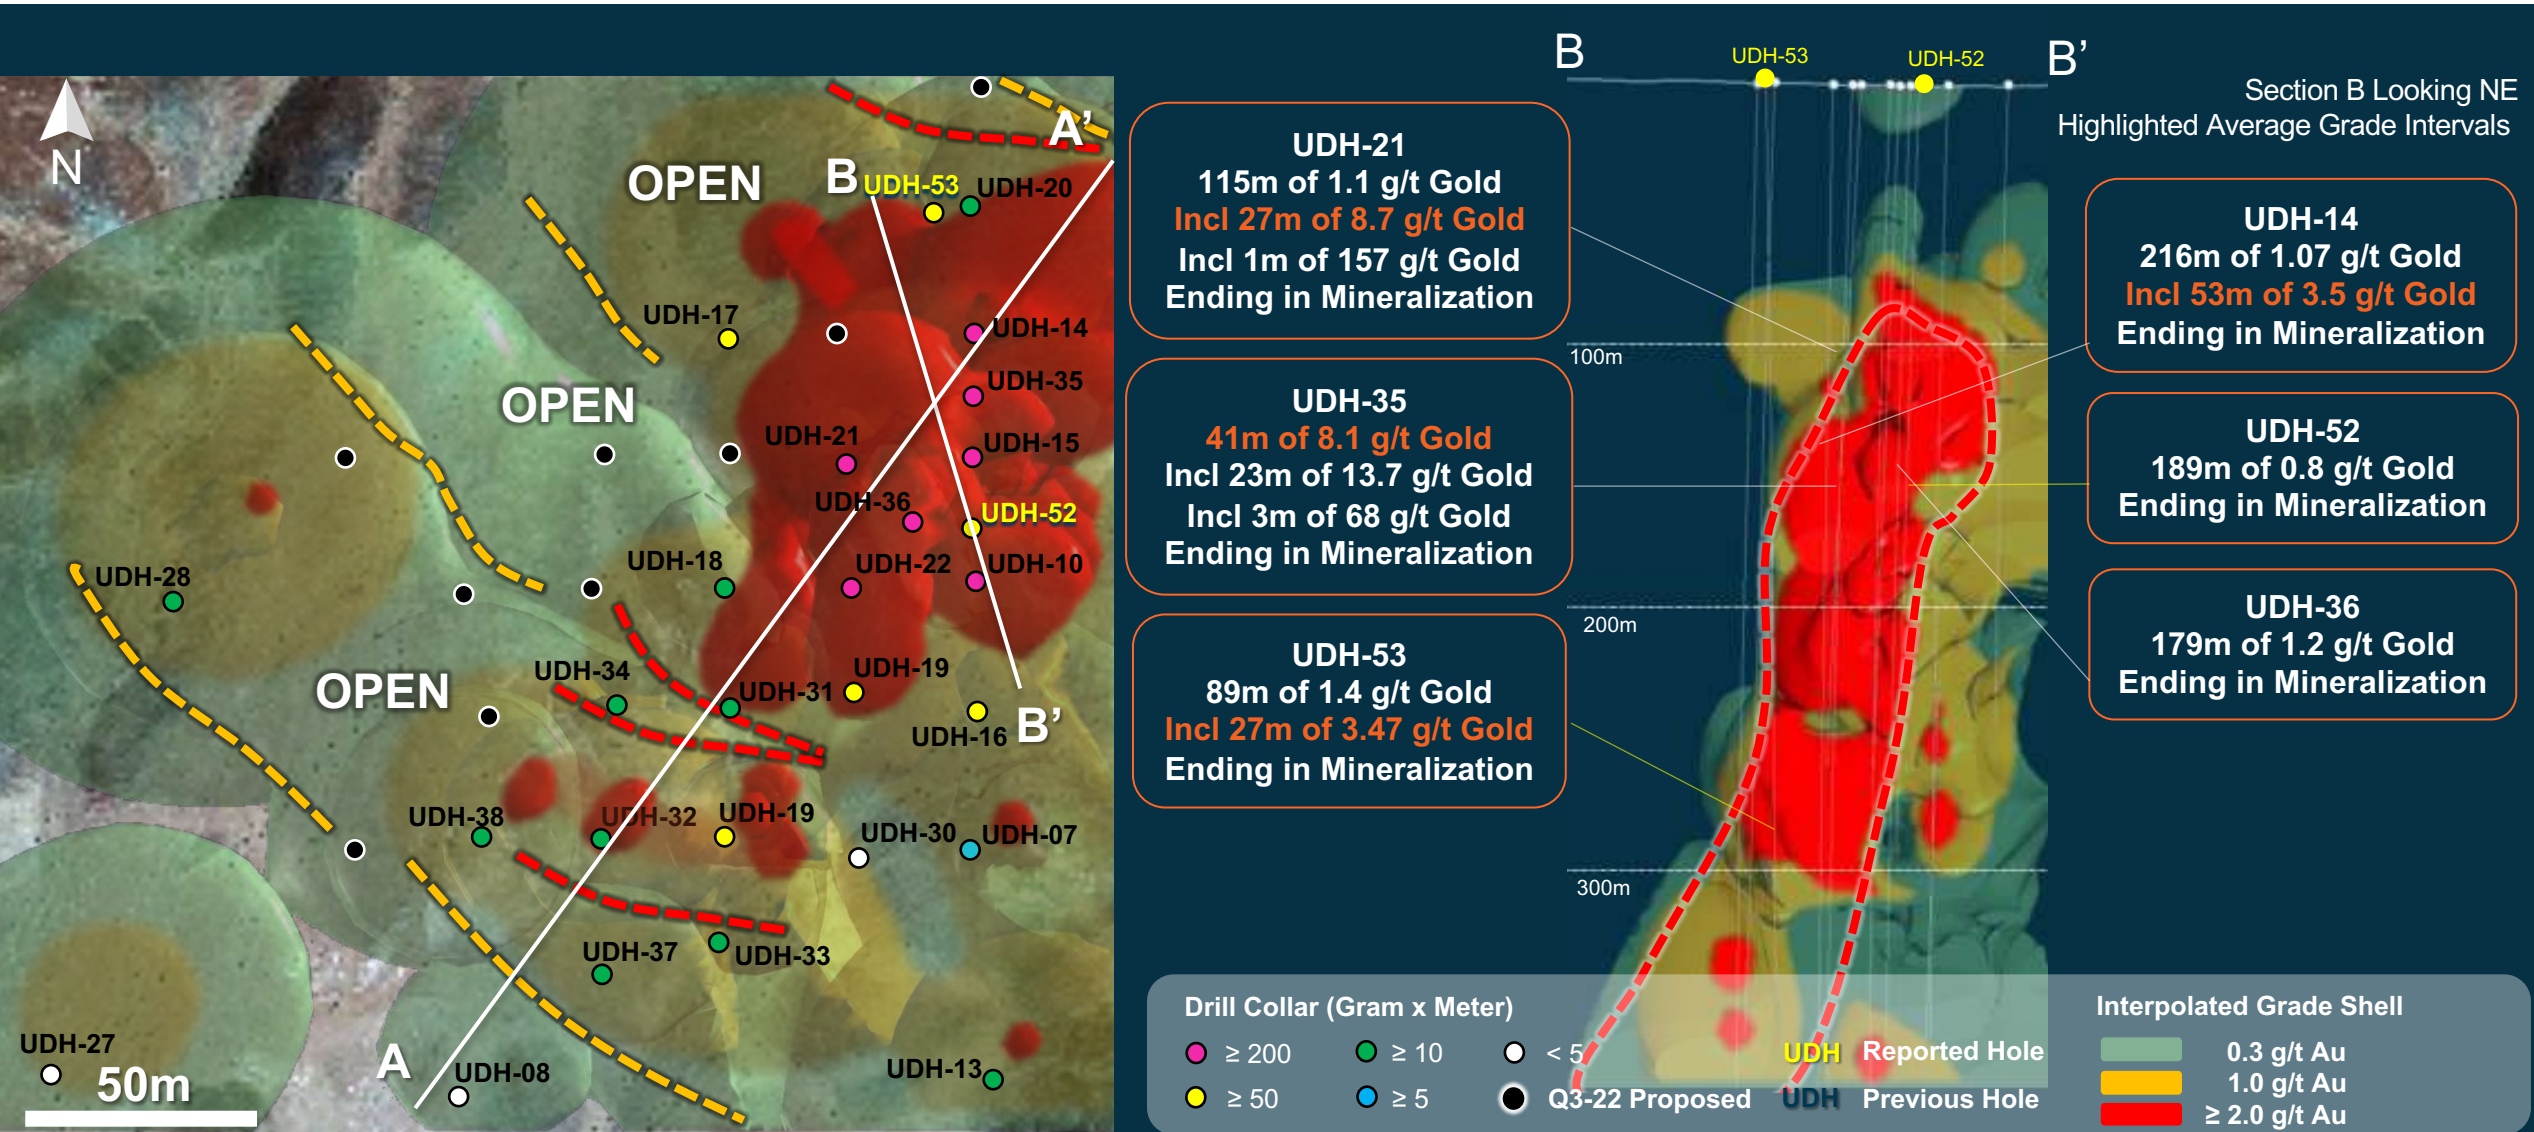 N
OPEN
A’
B
UDH-53
UDH-20
UDH-17
UDH-14
UDH-35
OPEN
UDH-21
UDH-15
UDH-36
UDH-52
UDH-18
UDH-22
UDH-10
UDH-28
UDH-34
UDH-19
OPEN
UDH-31
UDH-16
B’
UDH-38
UDH-32
UDH-19
UDH-30
UDH-07
UDH-37
UDH-33
UDH-27
50m
A
UDH-08
UDH-13
UDH-21
115m of 1.1 g/t Gold
Incl 27m of 8.7 g/t Gold
Incl 1m of 157 g/t Gold
Ending in Mineralization
UDH-35
41m of 8.1 g/t Gold
Incl 23m of 13.7 g/t Gold
Incl 3m of 68 g/t Gold
Ending in Mineralization
UDH-53
89m of 1.4 g/t Gold
Incl 27m of 3.47 g/t Gold
Ending in Mineralization
B
UDH-53
UDH-52
B’
100m
200m
300m
Section B Looking NE
Highlighted Average Grade Intervals
UDH-14
216m of 1.07 g/t Gold
Incl 53m of 3.5 g/t Gold
Ending in Mineralization
UDH-52
189m of 0.8 g/t Gold
Ending in Mineralization
UDH-36
179m of 1.2 g/t Gold
Ending in Mineralization
Drill Collar (Gram x Meter)
≥ 200
≥ 10
< 5
UDH Reported Hole
≥ 50
≥ 5
Q3-22 Proposed
UDH Previous Hole
Interpolated Grade Shell
0.3 g/t Au
1.0 g/t Au
≥ 2.0 g/t Au